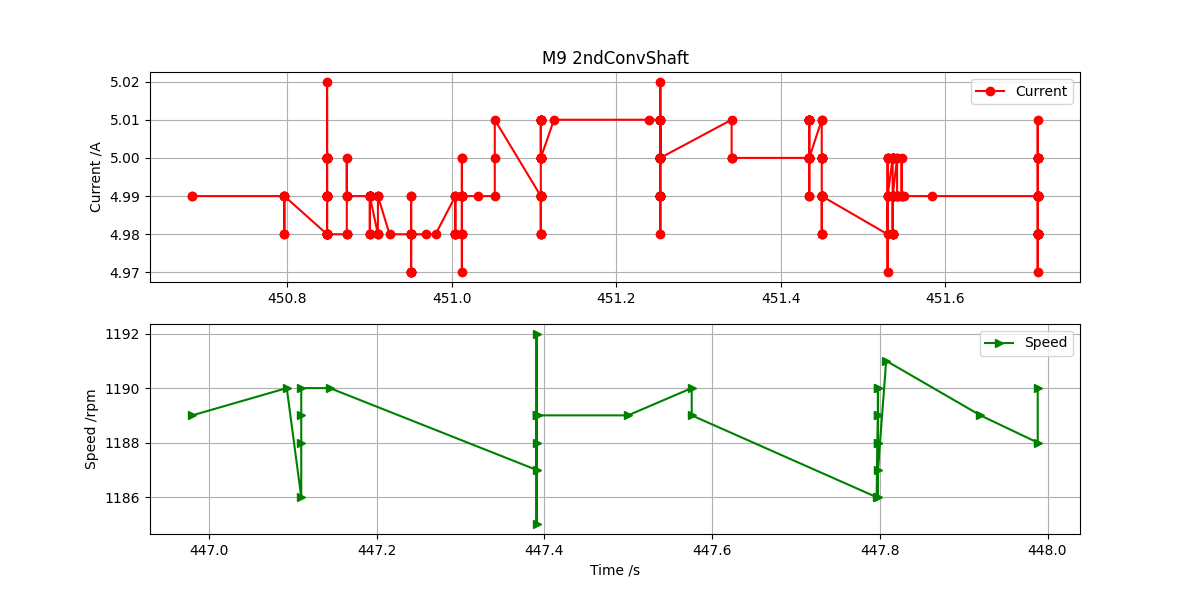 M9 2ndConvShaft
5.02
5.01
5.00
4.99
4.98
4.97
Current /A
Current
450.8 451.0 451.2 451.4 451.6
1192
1190
1188
1186
Speed /rpm
Speed
447.0 447.2 447.4 447.6 447.8 448.0
Time /s